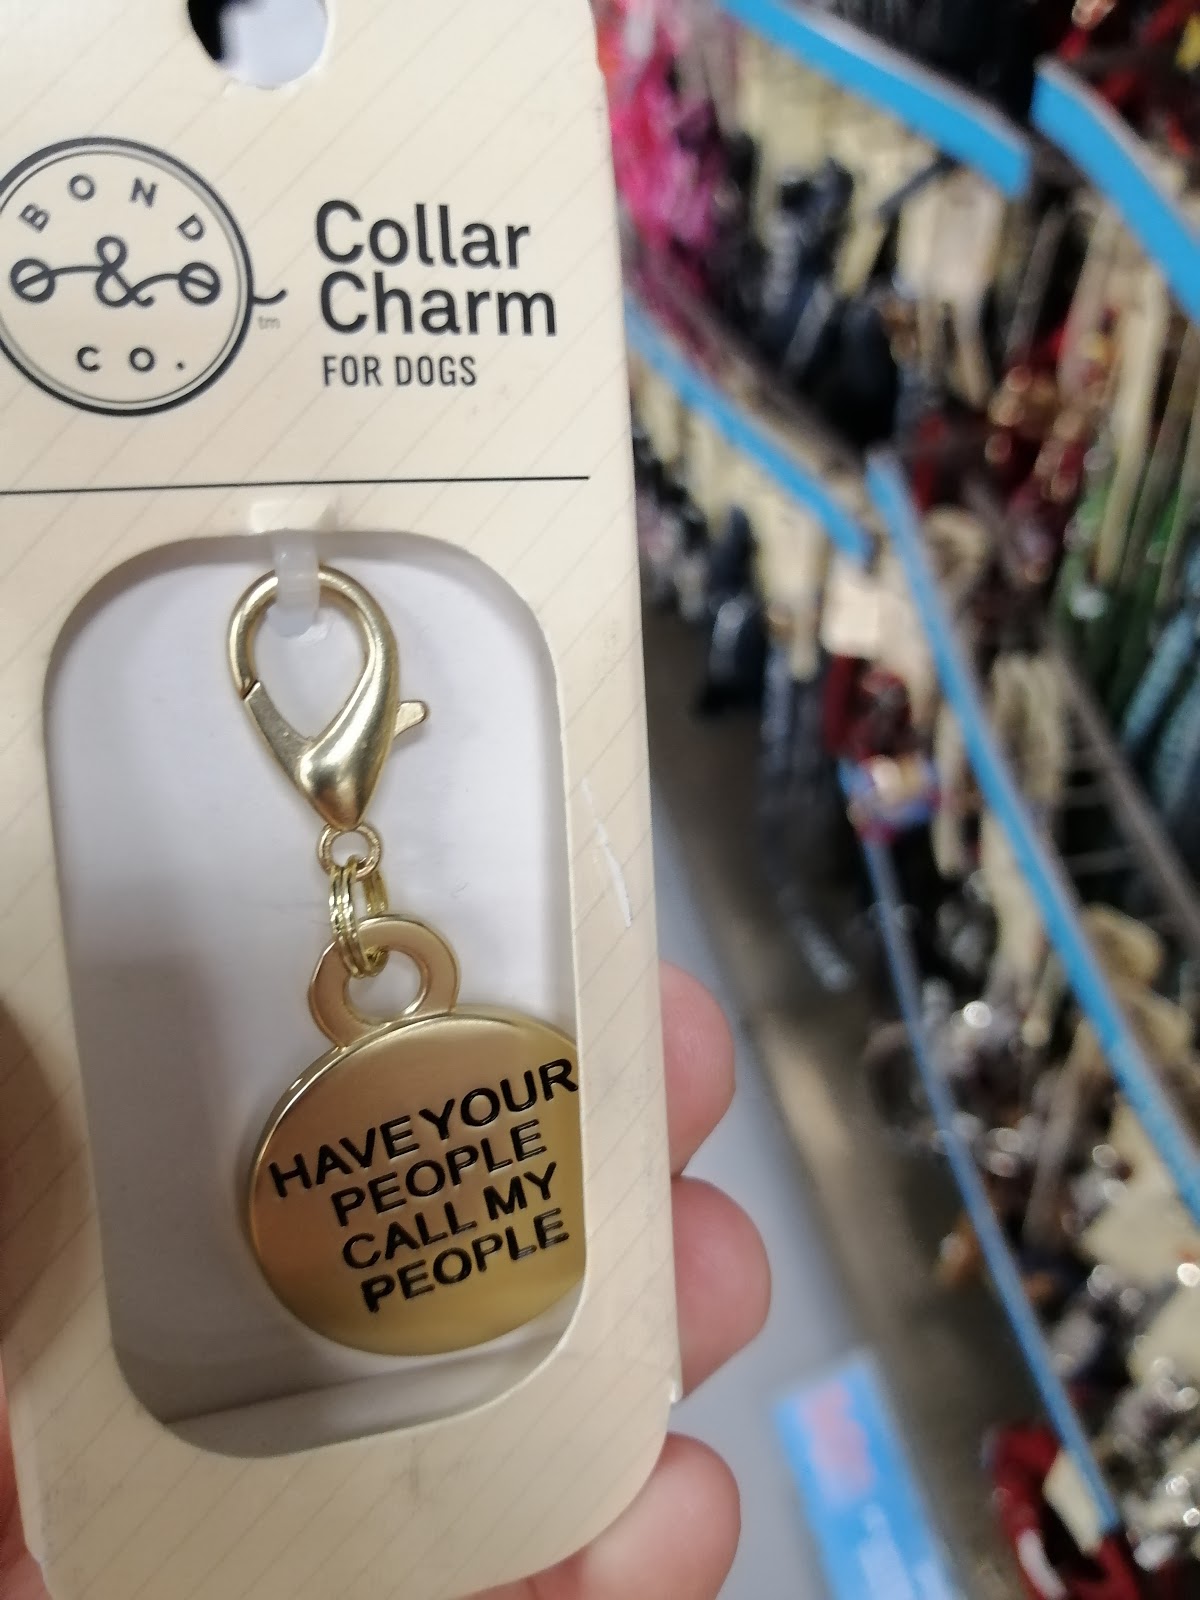 BOND
&
CO.
tm
Collar
Charm
FOR DOGS
HAVE YOUR
PEOPLE
CALL MY
PEOPLE